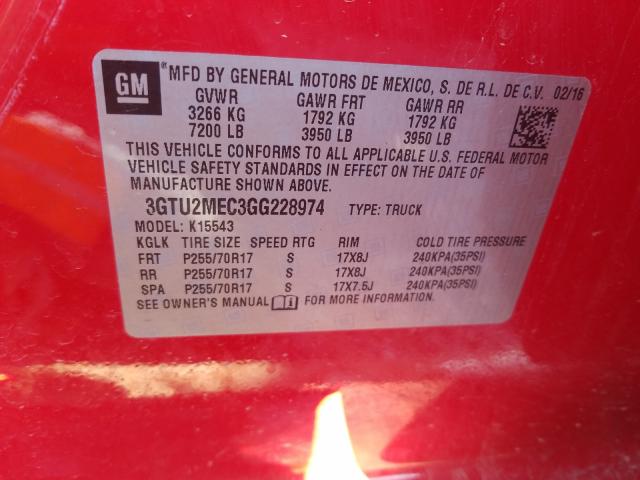 GM ® MFD BY GENERAL MOTORS DE MEXICO, S. DE R.L. DE C.V. 02/16
GVWR GAWR FRT GAWR RR
3266 KG 1792 KG 1792 KG
7200 LB 3950 LB 3950 LB
THIS VEHICLE CONFORMS TO ALL APPLICABLE U.S. FEDERAL MOTOR
VEHICLE SAFETY STANDARDS IN EFFECT ON THE DATE OF
MANUFACTURE SHOWN ABOVE.
3GTU2MEC3GG228974 TYPE: TRUCK
MODEL: K15543
KGLK TIRE SIZE SPEED RTG RIM COLD TIRE PRESSURE
FRT P255/70R17 S 17X8J 240KPA(35PSI)
RR P255/70R17 S 17X8J 240KPA(35PSI)
SPA P255/70R17 S 17X7.5J 240KPA(35PSI)
SEE OWNER'S MANUAL FOR MORE INFORMATION.